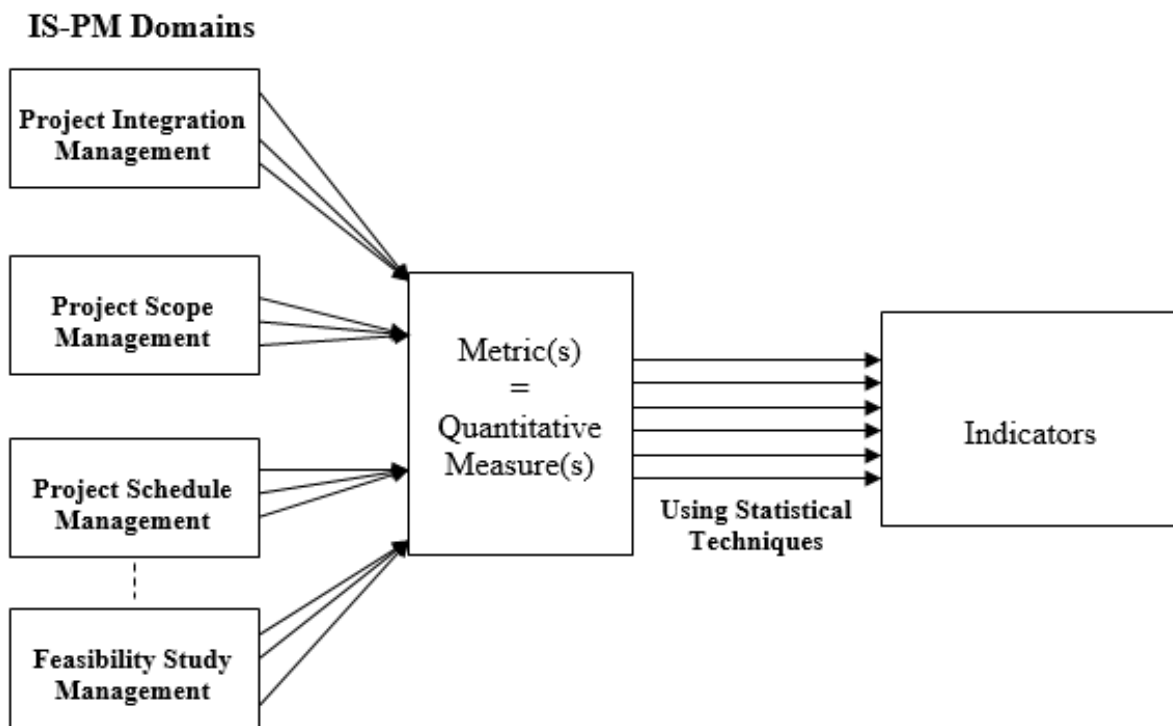 IS-PM Domains
Project Integration
Management
Project Scope
Management
Project Schedule
Management
Feasibility Study
Management
Metric(s)
=
Quantitative
Measure(s)
Using Statistical
Techniques
Indicators